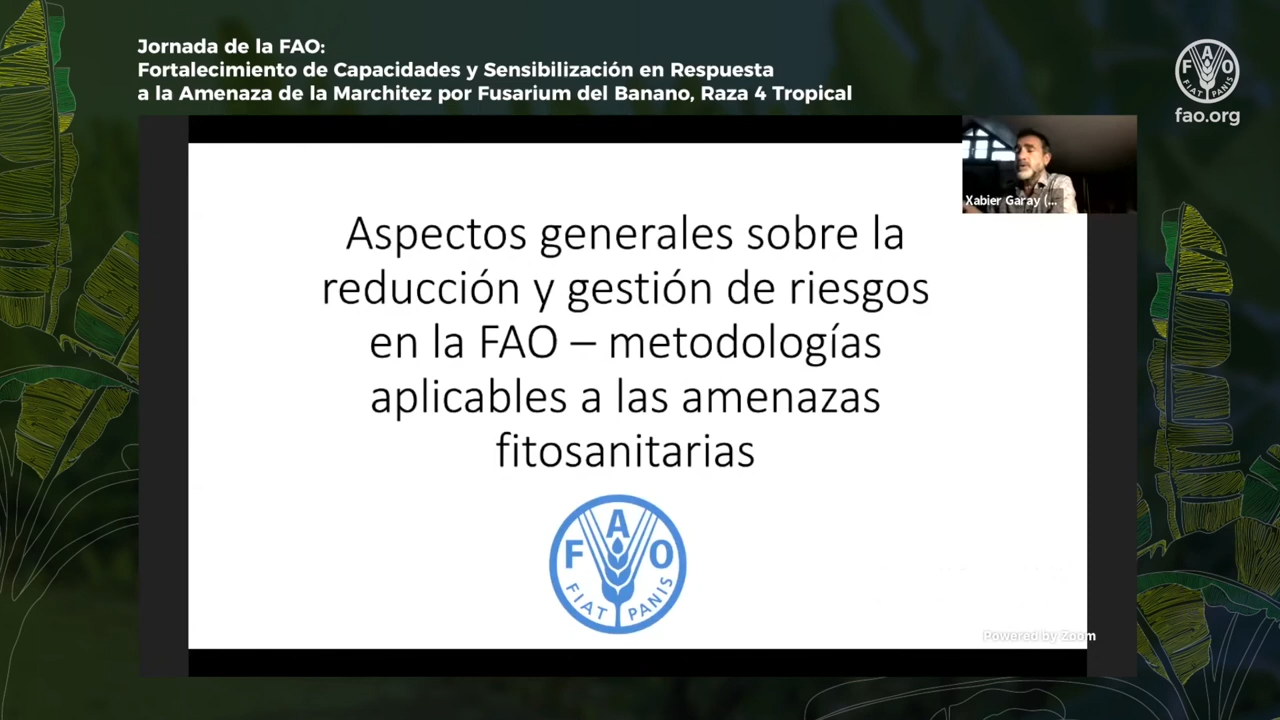 Jornada de la FAO:
Fortalecimiento de Capacidades y Sensibilización en Respuesta
a la Amenaza de la Marchitez por Fusarium del Banano, Raza 4 Tropical
F A O
FIAT PANIS
fao.org
Xabier Garay (...
Aspectos generales sobre la
reducción y gestión de riesgos
en la FAO – metodologías
aplicables a las amenazas
fitosanitarias
F A O
FIAT PANIS
Powered by Zoom